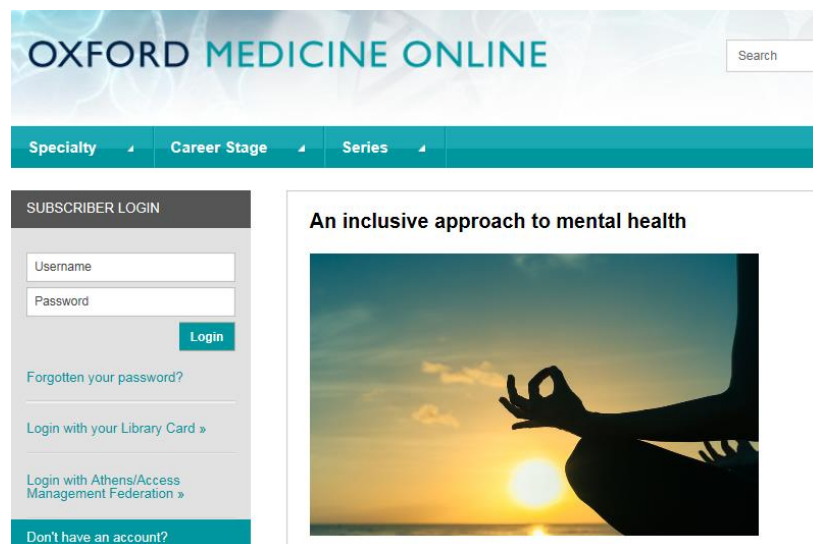 OXFORD MEDICINE ONLINE
Search
Specialty
Career Stage
Series
SUBSCRIBER LOGIN
Username
Password
Login
Forgotten your password?
Login with your Library Card »
Login with Athens/Access
Management Federation »
Don't have an account?
An inclusive approach to mental health